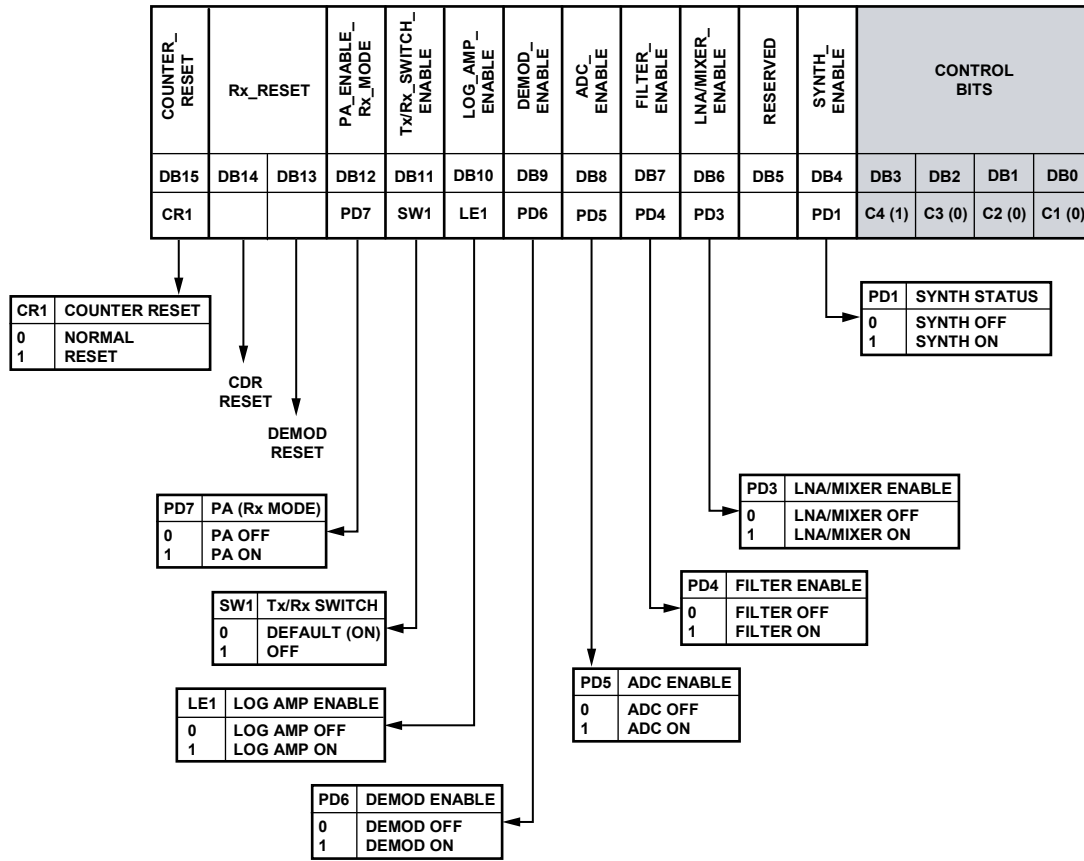 COUNTER_
RESET
Rx_RESET
PA_ENABLE_
Rx_MODE
Tx/Rx_SWITCH_
ENABLE
LOG_AMP_
ENABLE
DEMOD_
ENABLE
ADC_
ENABLE
FILTER_
ENABLE
LNA/MIXER_
ENABLE
RESERVED
SYNTH_
ENABLE
CONTROL
BITS
DB15 DB14 DB13 DB12 DB11 DB10 DB9 DB8 DB7 DB6 DB5 DB4 DB3 DB2 DB1 DB0
CR1 PD7 SW1 LE1 PD6 PD5 PD4 PD3 PD1 C4 (1) C3 (0) C2 (0) C1 (0)
CR1 COUNTER RESET
0 NORMAL
1 RESET
PD1 SYNTH STATUS
0 SYNTH OFF
1 SYNTH ON
CDR
RESET
DEMOD
RESET
PD7 PA (Rx MODE)
0 PA OFF
1 PA ON
PD3 LNA/MIXER ENABLE
0 LNA/MIXER OFF
1 LNA/MIXER ON
SW1 Tx/Rx SWITCH
0 DEFAULT (ON)
1 OFF
PD4 FILTER ENABLE
0 FILTER OFF
1 FILTER ON
LE1 LOG AMP ENABLE
0 LOG AMP OFF
1 LOG AMP ON
PD5 ADC ENABLE
0 ADC OFF
1 ADC ON
PD6 DEMOD ENABLE
0 DEMOD OFF
1 DEMOD ON